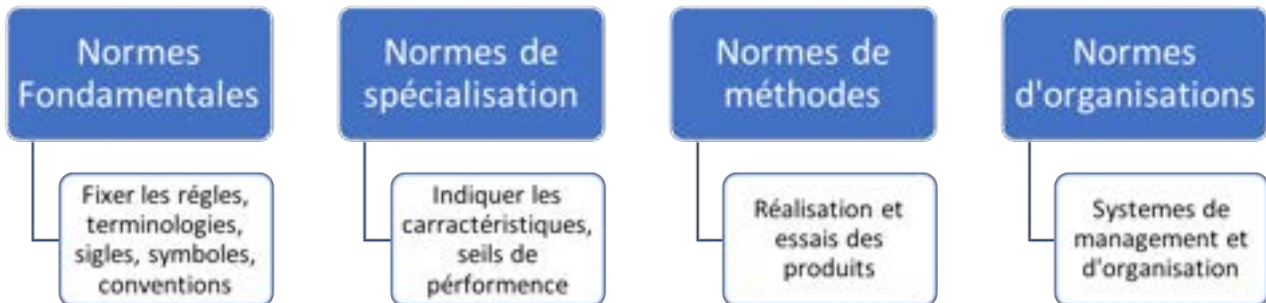 Normes
Fondamentales
Fixer les régles,
terminologies,
sigles, symboles,
conventions
Normes de
spécialisation
Indiquer les
carractéristiques,
seils de
pérformence
Normes de
méthodes
Réalisation et
essais des
produits
Normes
d'organisations
Systemes de
management et
d'organisation